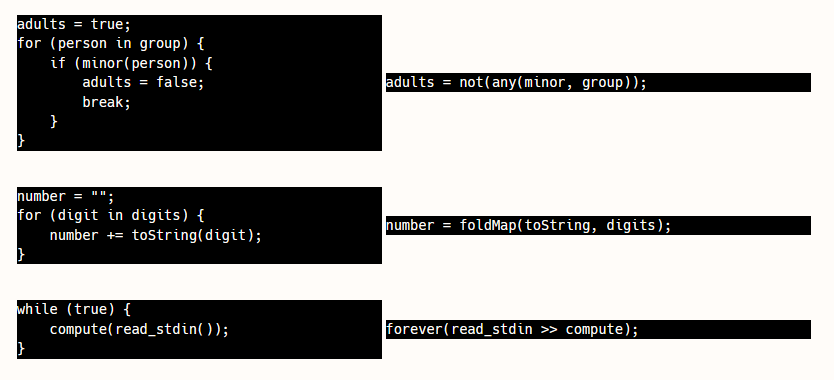 adults = true;
for (person in group) {
    if (minor(person)) {
        adults = false;
        break;
    }
}
adults = not(any(minor, group));
number = "";
for (digit in digits) {
    number += toString(digit);
}
number = foldMap(toString, digits);
while (true) {
    compute(read_stdin());
}
forever(read_stdin >> compute);